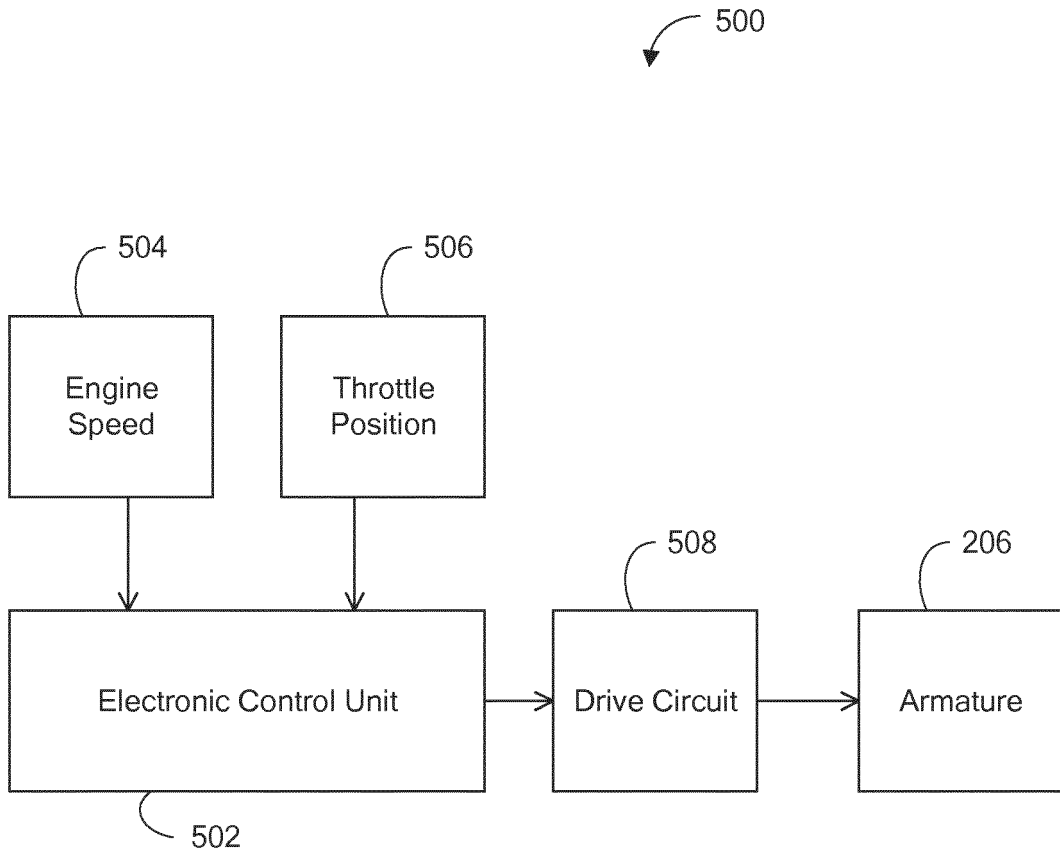 500
504
506
Engine
Speed
Throttle
Position
508
206
Electronic Control Unit
Drive Circuit
Armature
502